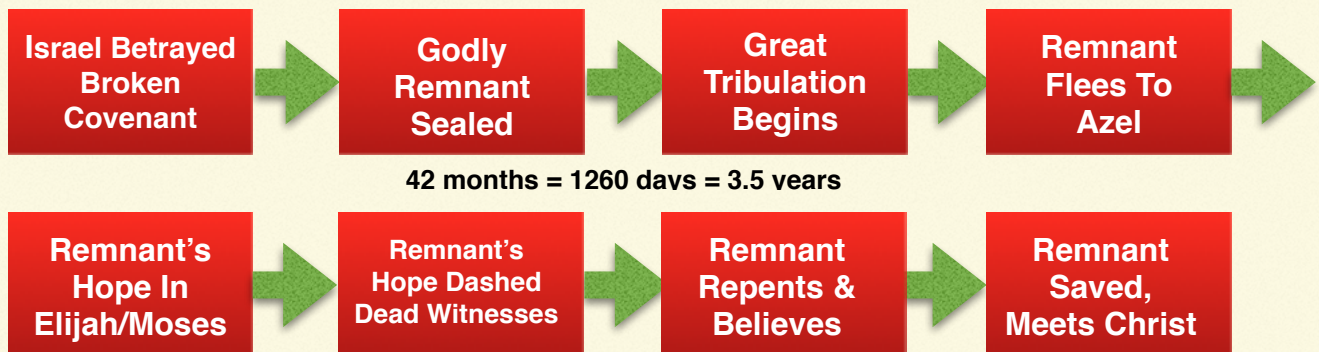 Israel Betrayed
Broken
Covenant
Godly
Remnant
Sealed
Great
Tribulation
Begins
Remnant
Flees To
Azel
42 months = 1260 days = 3.5 years
Remnant's
Hope In
Elijah/Moses
Remnant's
Hope Dashed
Dead Witnesses
Remnant
Repents &
Believes
Remnant
Saved,
Meets Christ